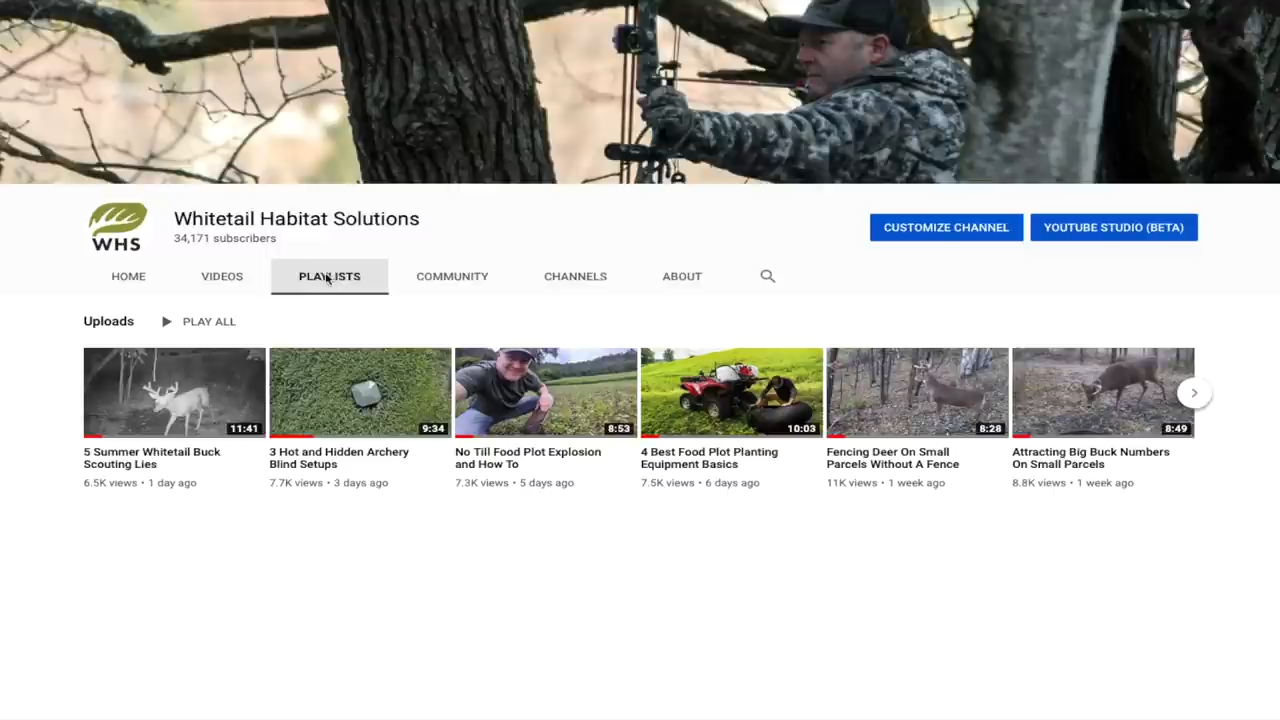 WHS
Whitetail Habitat Solutions
34,171 subscribers
CUSTOMIZE CHANNEL
YOUTUBE STUDIO (BETA)
HOME
VIDEOS
PLAYLISTS
COMMUNITY
CHANNELS
ABOUT
Uploads
PLAY ALL
11:41
9:34
8:53
10:03
8:28
8:49
5 Summer Whitetail Buck
Scouting Lies
6.5K views • 1 day ago
3 Hot and Hidden Archery
Blind Setups
7.7K views • 3 days ago
No Till Food Plot Explosion
and How To
7.3K views • 5 days ago
4 Best Food Plot Planting
Equipment Basics
7.5K views • 6 days ago
Fencing Deer On Small
Parcels Without A Fence
11K views • 1 week ago
Attracting Big Buck Numbers
On Small Parcels
8.8K views • 1 week ago